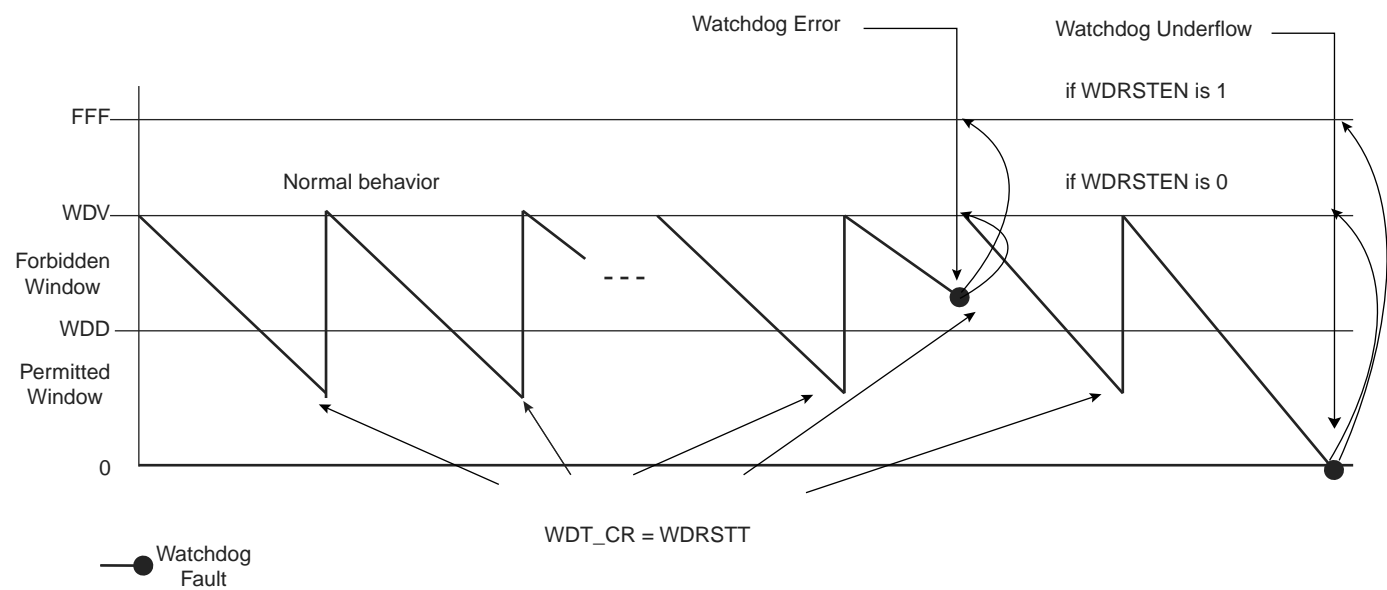 Watchdog Error
Watchdog Underflow
if WDRSTEN is 1
FFF
Normal behavior
if WDRSTEN is 0
WDV
Forbidden
Window
WDD
Permitted
Window
0
WDT_CR = WDRSTT
Watchdog
Fault